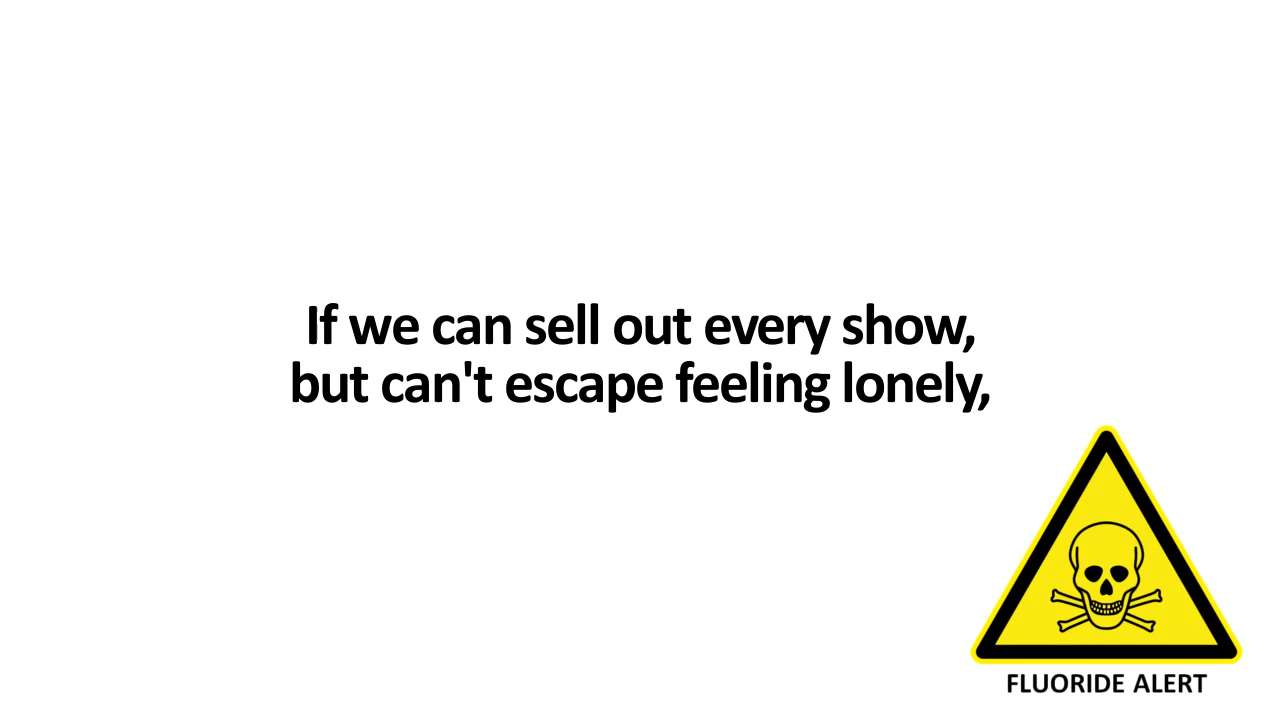 If we can sell out every show,
but can't escape feeling lonely,
FLUORIDE ALERT